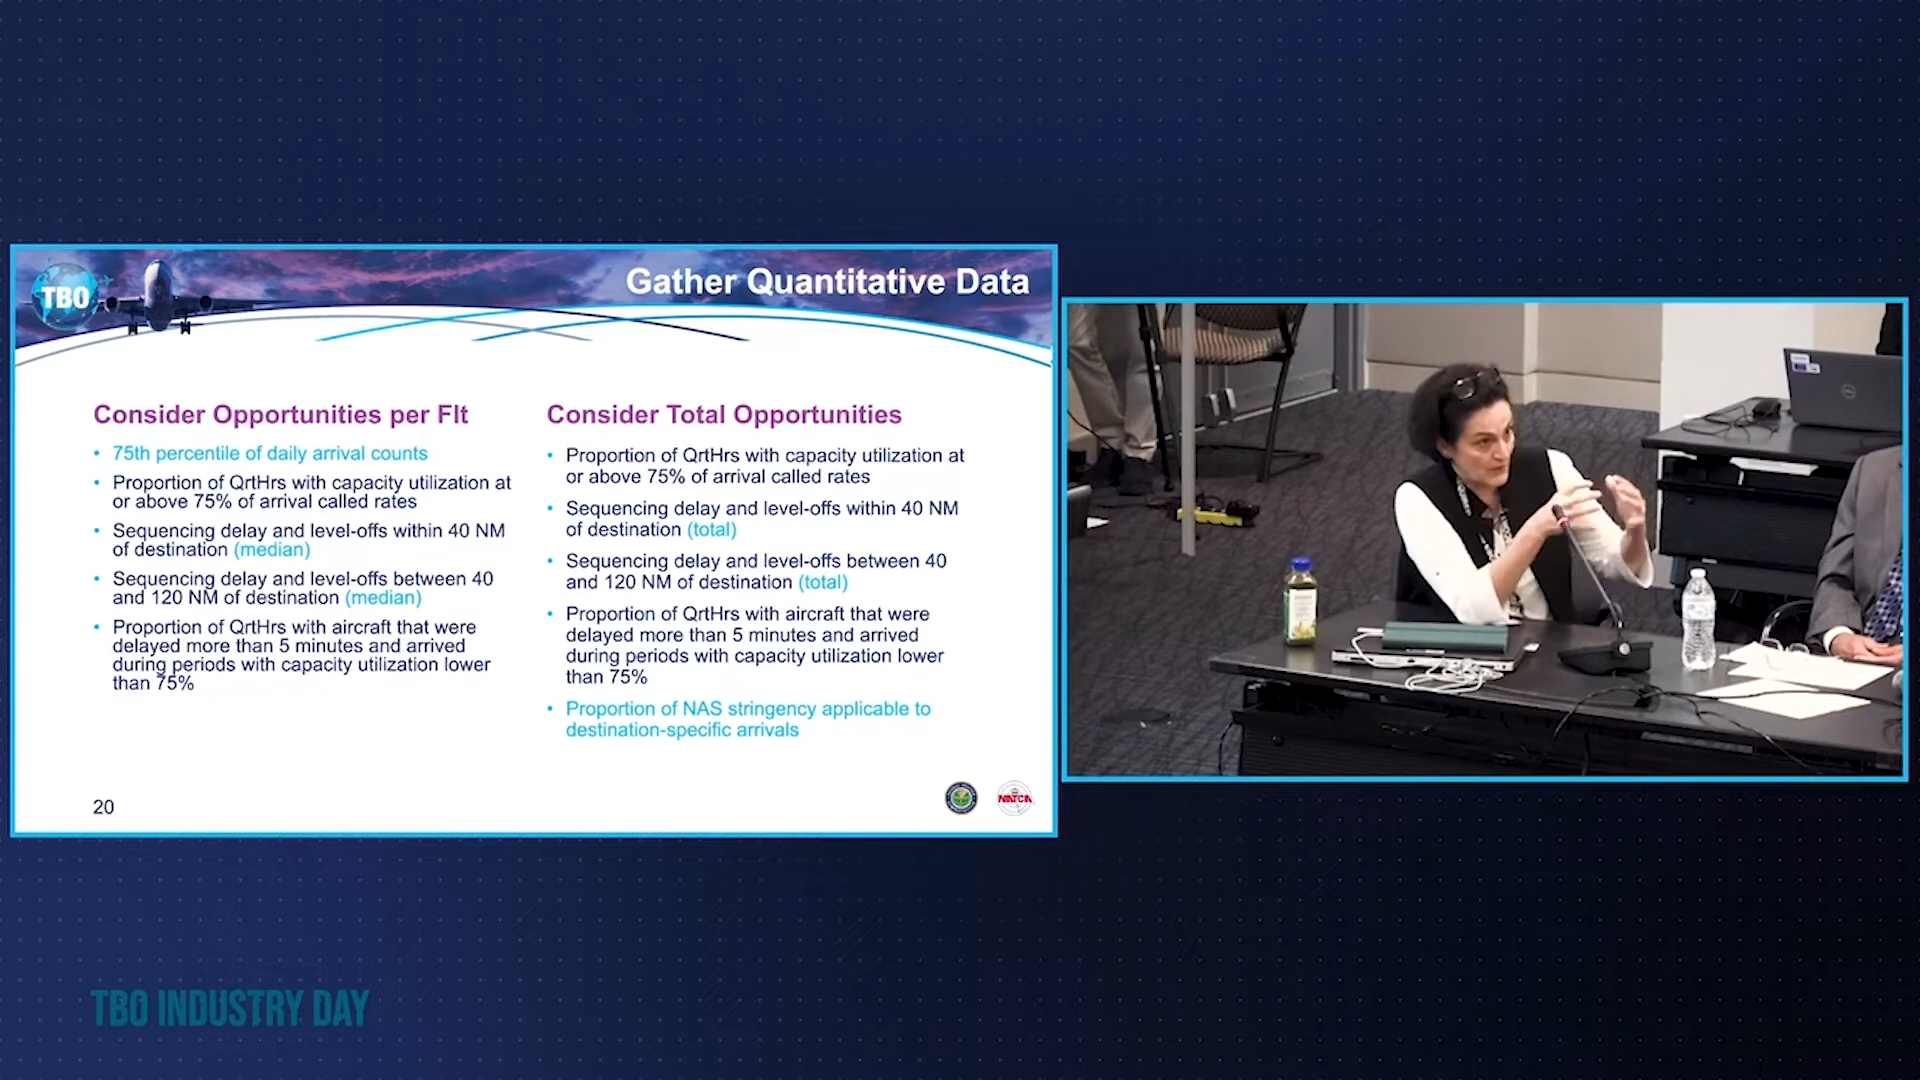 TBO
Gather Quantitative Data
Consider Opportunities per Flt
• 75th percentile of daily arrival counts
• Proportion of QrtHrs with capacity utilization at
or above 75% of arrival called rates
• Sequencing delay and level-offs within 40 NM
of destination (median)
• Sequencing delay and level-offs between 40
and 120 NM of destination (median)
• Proportion of QrtHrs with aircraft that were
delayed more than 5 minutes and arrived
during periods with capacity utilization lower
than 75%
Consider Total Opportunities
• Proportion of QrtHrs with capacity utilization at
or above 75% of arrival called rates
• Sequencing delay and level-offs within 40 NM
of destination (total)
• Sequencing delay and level-offs between 40
and 120 NM of destination (total)
• Proportion of QrtHrs with aircraft that were
delayed more than 5 minutes and arrived
during periods with capacity utilization lower
than 75%
• Proportion of NAS stringency applicable to
destination-specific arrivals
20
NATCA
TBO INDUSTRY DAY